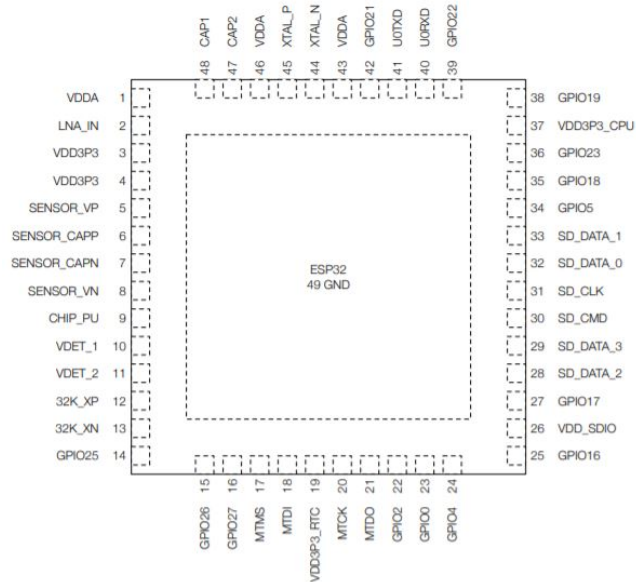 CAP1
CAP2
VDDA
XTAL_P
XTAL_N
VDDA
GPIO21
U0TXD
U0RXD
GPIO22
48 47 46 45 44 43 42 41 40 39
VDDA 1
LNA_IN 2
VDD3P3 3
VDD3P3 4
SENSOR_VP 5
SENSOR_CAPP 6
SENSOR_CAPN 7
SENSOR_VN 8
CHIP_PU 9
VDET_1 10
VDET_2 11
32K_XP 12
32K_XN 13
GPIO25 14
ESP32
49 GND
38 GPIO19
37 VDD3P3_CPU
36 GPIO23
35 GPIO18
34 GPIO5
33 SD_DATA_1
32 SD_DATA_0
31 SD_CLK
30 SD_CMD
29 SD_DATA_3
28 SD_DATA_2
27 GPIO17
26 VDD_SDIO
25 GPIO16
15 16 17 18 19 20 21 22 23 24
GPIO26
GPIO27
MTMS
MTDI
VDD3P3_RTC
MTCK
MTDO
GPIO2
GPIO0
GPIO4